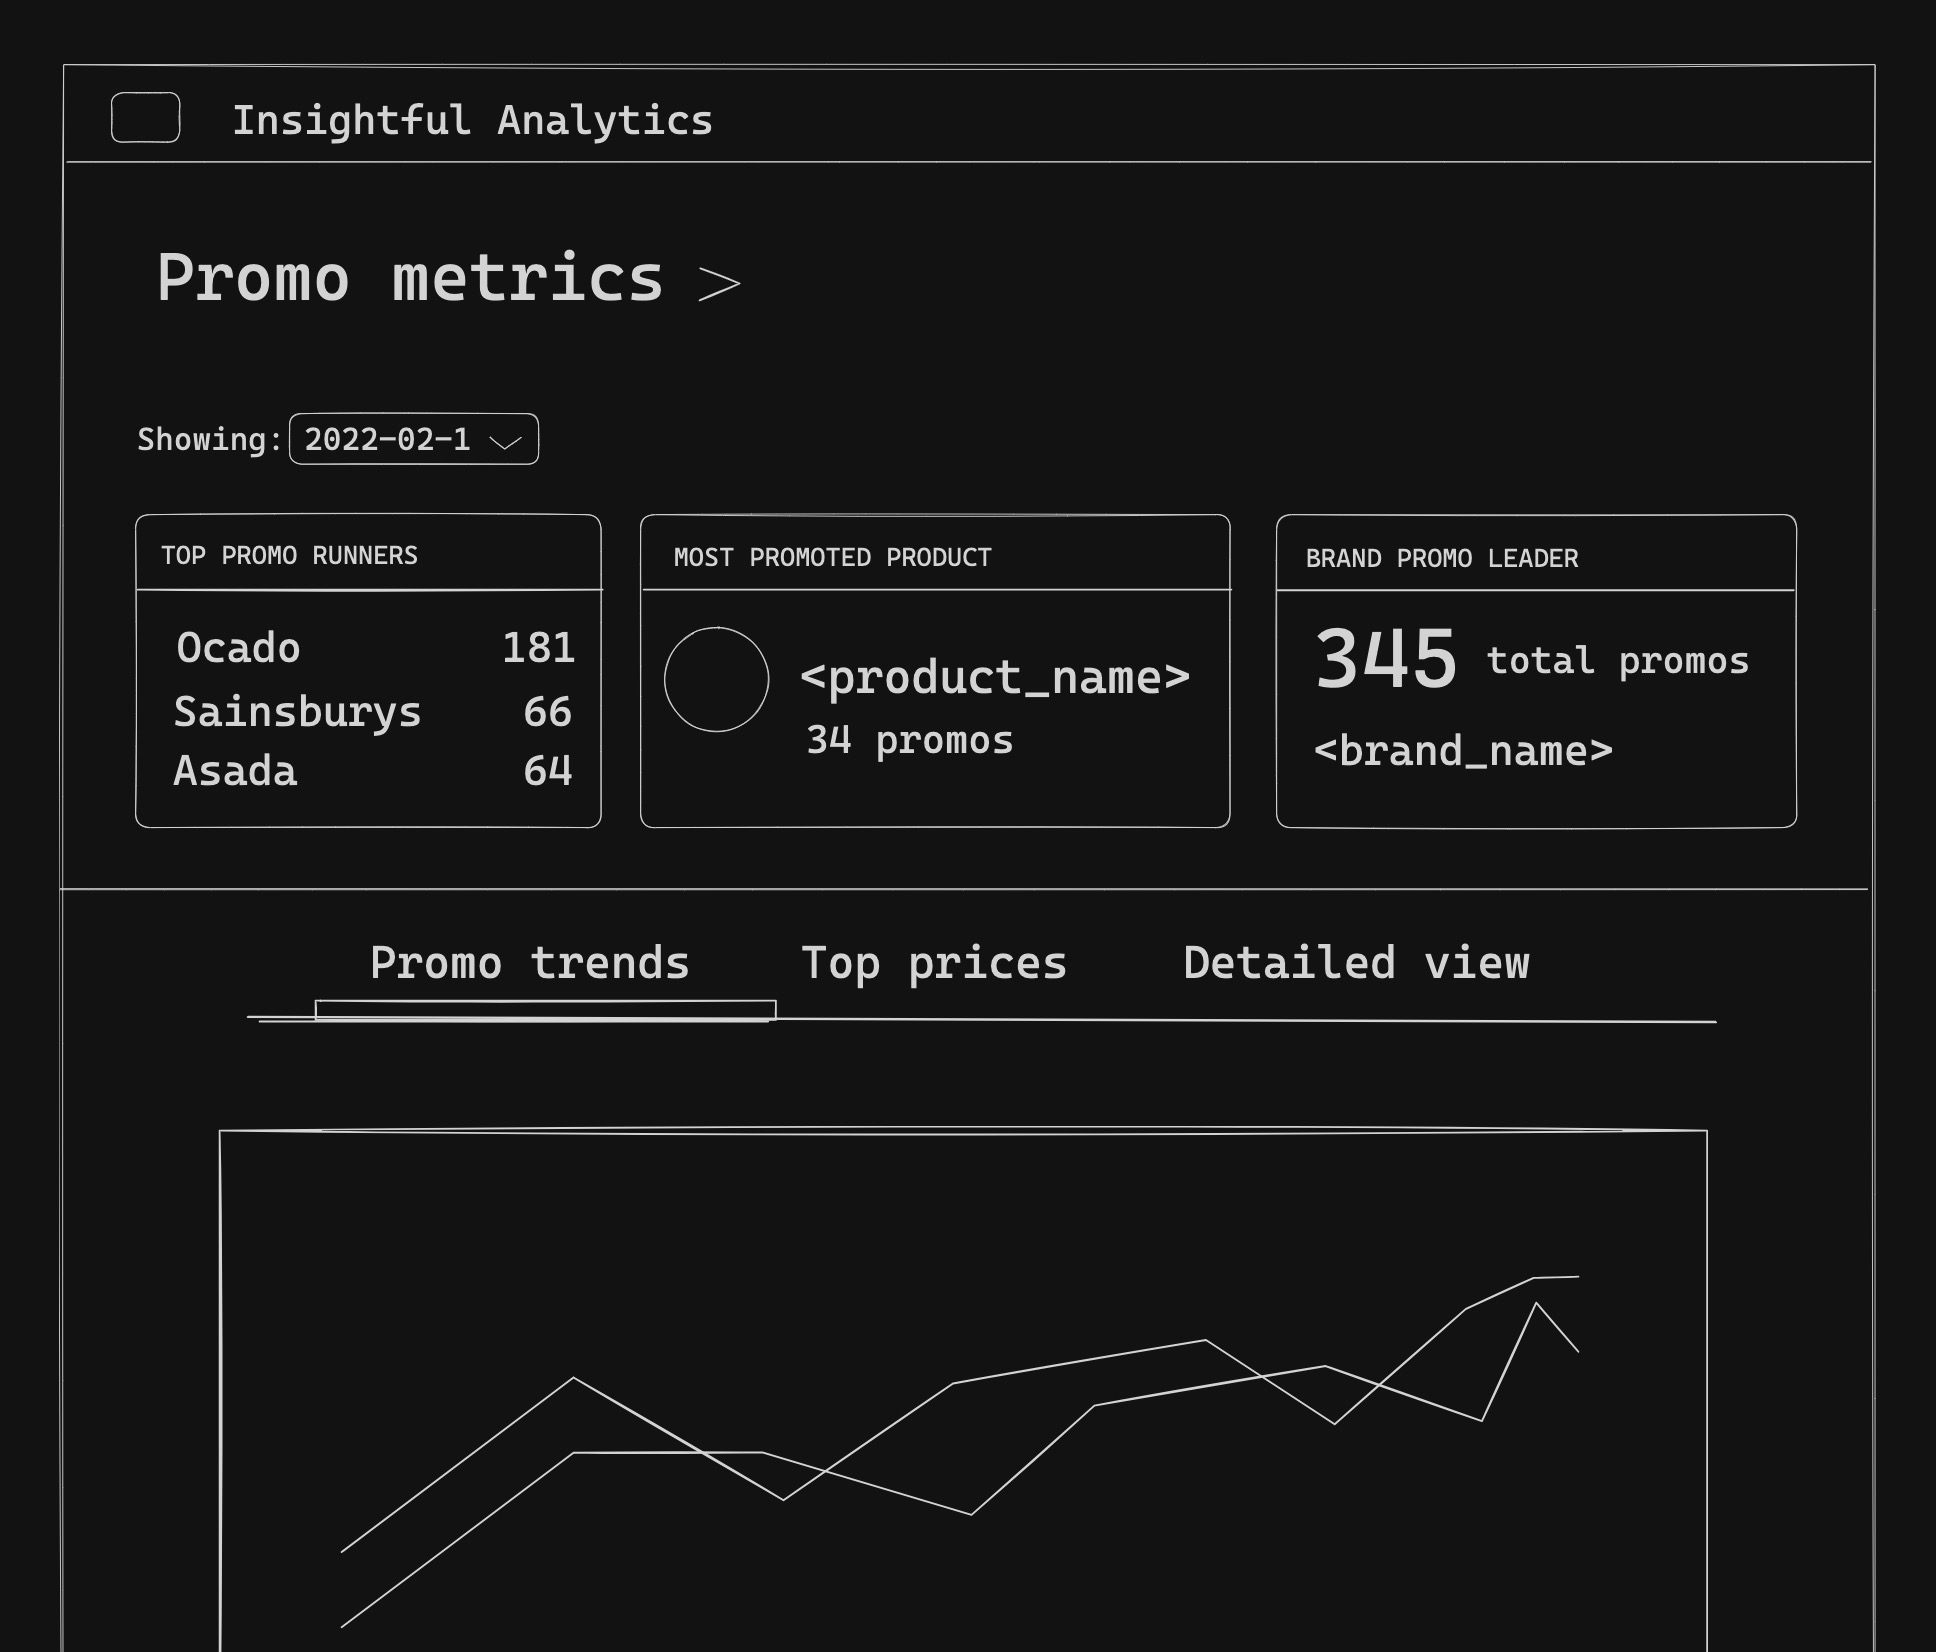 Insightful Analytics
Promo metrics >
Showing: 2022-02-1
TOP PROMO RUNNERS
Ocado 181
Sainsburys 66
Asada 64
MOST PROMOTED PRODUCT
<product_name>
34 promos
BRAND PROMO LEADER
345 total promos
<brand_name>
Promo trends Top prices Detailed view